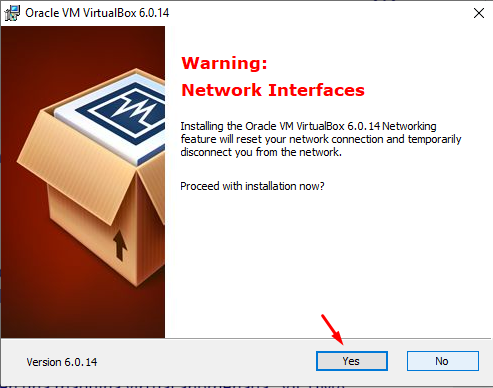 Oracle VM VirtualBox 6.0.14
Warning:
Network Interfaces
Installing the Oracle VM VirtualBox 6.0.14 Networking
feature will reset your network connection and temporarily
disconnect you from the network.
Proceed with installation now?
Version 6.0.14
Yes
No